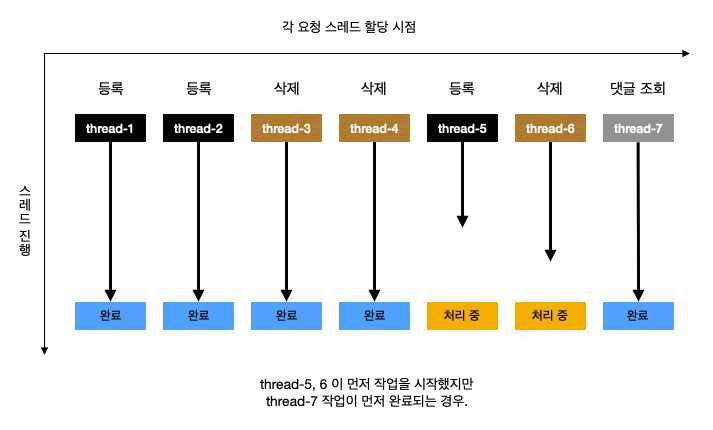 각 요청 스레드 할당 시점
등록 등록 삭제 삭제 등록 삭제 댓글 조회
thread-1 thread-2 thread-3 thread-4 thread-5 thread-6 thread-7
스레드 진행
완료 완료 완료 완료 처리 중 처리 중 완료
thread-5, 6 이 먼저 작업을 시작했지만
thread-7 작업이 먼저 완료되는 경우.